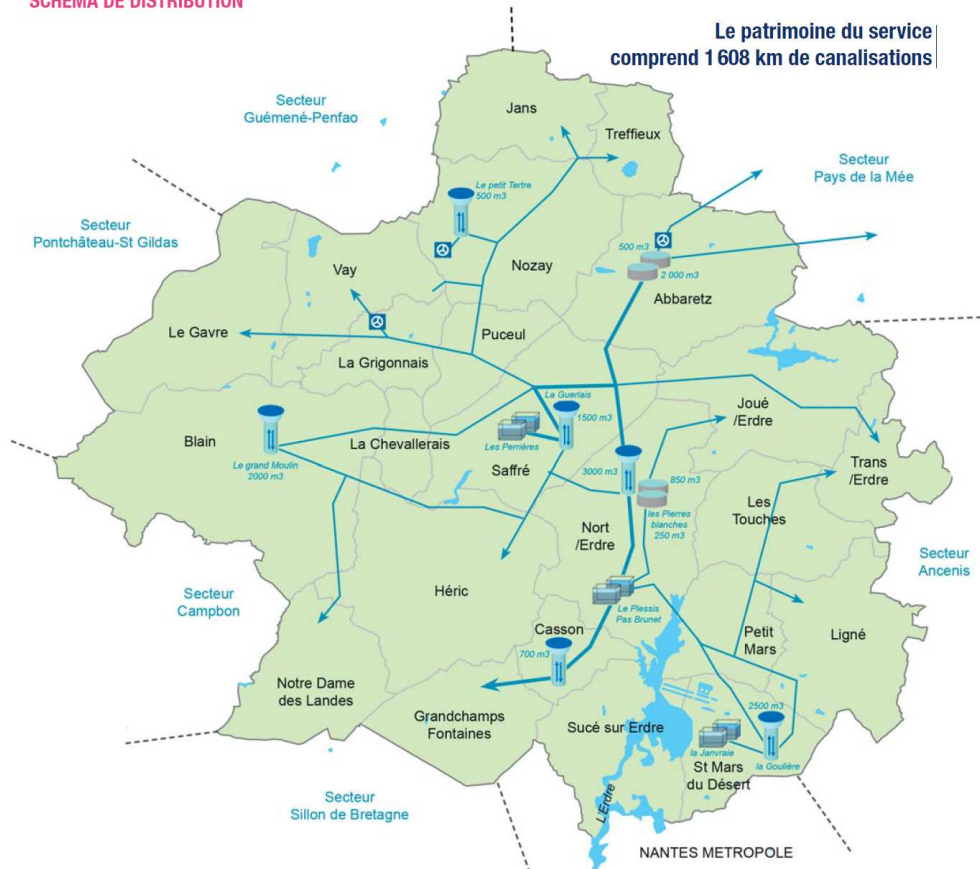 SCHÉMA DE DISTRIBUTION
Le patrimoine du service
comprend 1 608 km de canalisations
Secteur
Guémené-Penfao
Jans
Treffieux
Secteur
Pays de la Mée
Le petit Tertre
500 m3
Secteur
Pontchâteau-St Gildas
Vay
Nozay
500 m3
2 000 m3
Abbaretz
Le Gavre
Puceul
La Grigonnais
La Guerlais
1500 m3
Joué
/Erdre
Blain
La Chevallerais
Les Perrières
Saffré
Le grand Moulin
2000 m3
3000 m3
850 m3
Trans
/Erdre
les Pierres
blanches
250 m3
Les
Touches
Nort
/Erdre
Secteur
Ancenis
Secteur
Campbon
Héric
Le Plessis
Pas Brunet
Casson
700 m3
Petit
Mars
Ligné
Notre Dame
des Landes
Grandchamps
Fontaines
Sucé sur Erdre
2500 m3
la Janvraie
la Goulière
St Mars
du Désert
Secteur
Sillon de Bretagne
L'Erdre
NANTES METROPOLE